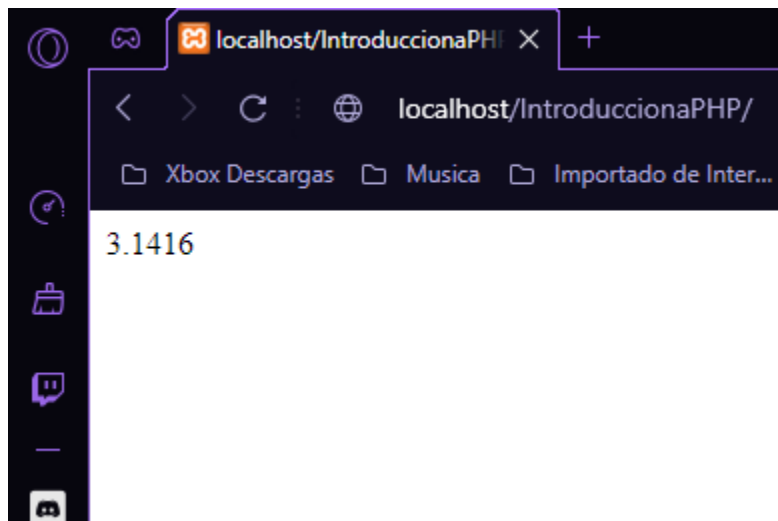 localhost/IntroduccionaPH
localhost/IntroduccionaPHP/
Xbox Descargas Musica Importado de Inter...
3.1416